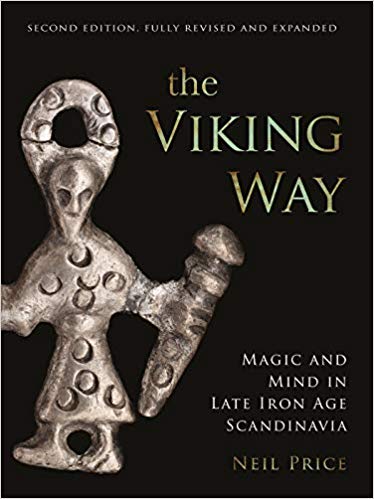 SECOND EDITION, FULLY REVISED AND EXPANDED
the
VIKING
WAY
MAGIC AND
MIND IN
LATE IRON AGE
SCANDINAVIA
NEIL PRICE